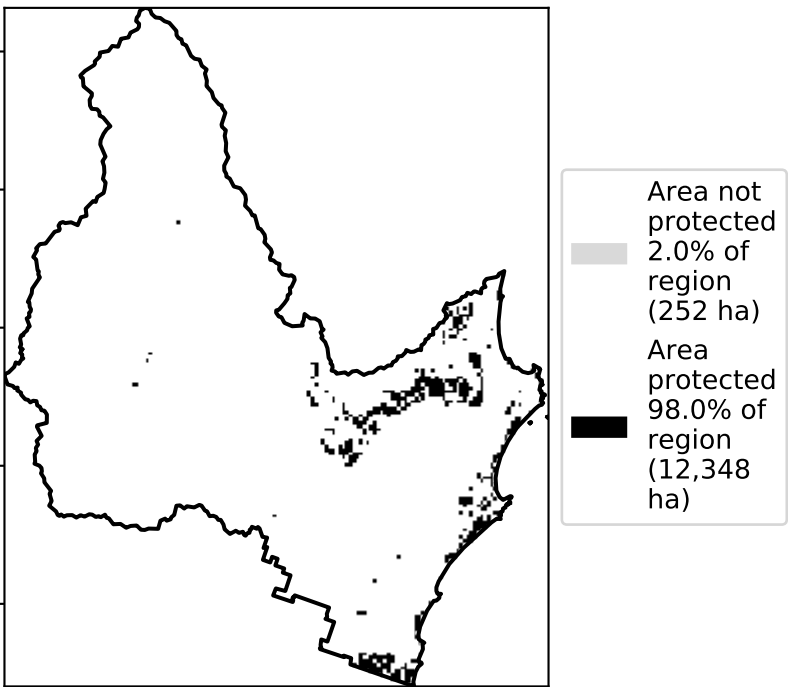 Area not
protected
2.0% of
region
(252 ha)
Area
protected
98.0% of
region
(12,348
ha)